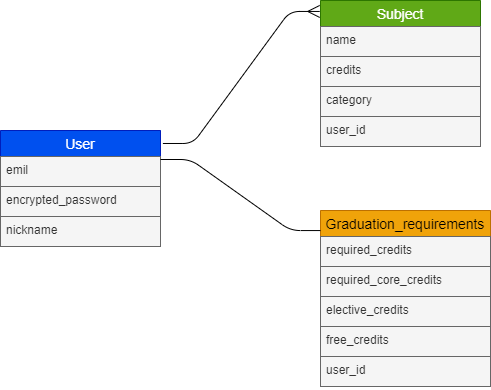 Subject
name
credits
category
user_id
User
emil
encrypted_password
nickname
Graduation_requirements
required_credits
required_core_credits
elective_credits
free_credits
user_id